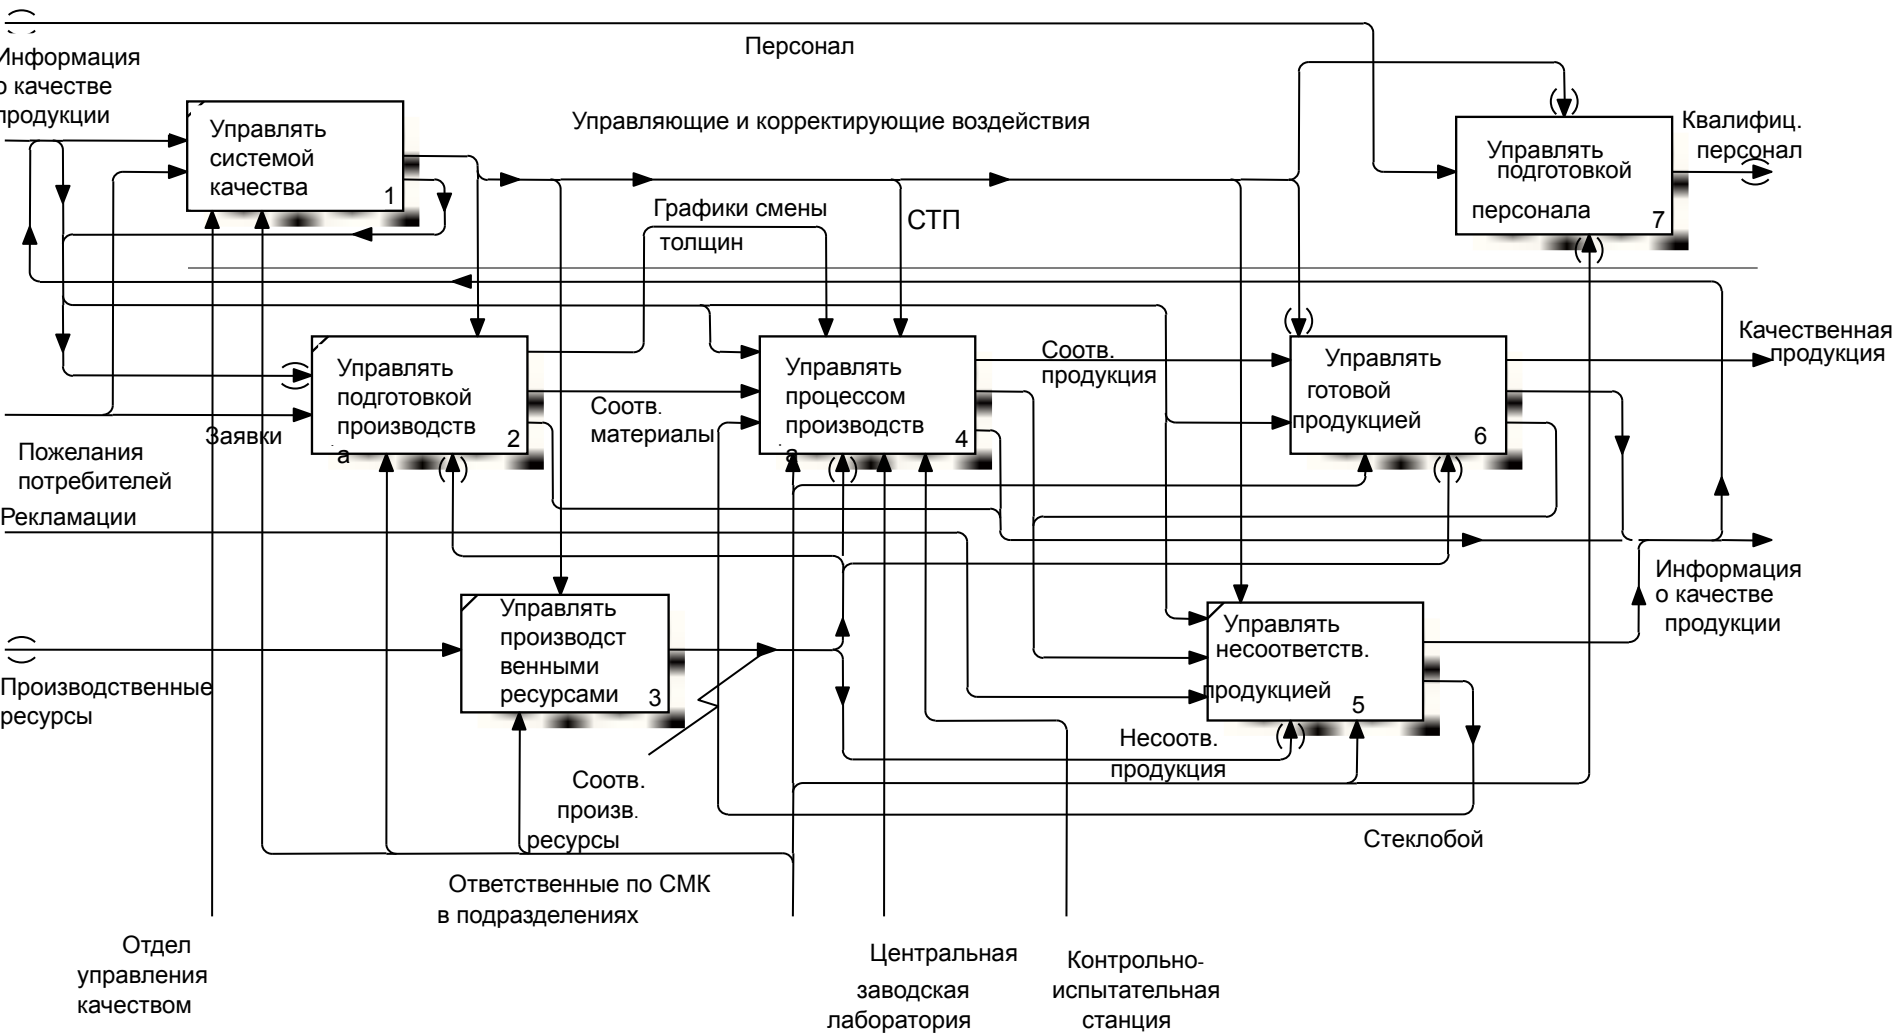 Персонал
Информация
о качестве
продукции
Управляющие и корректирующие воздействия
Управлять
системой
качества
1
Квалифиц.
персонал
Управлять
подготовкой
персонала
7
Графики смены
толщин
СТП
Качественная
продукция
Управлять
подготовкой
производств
а
2
Соотв.
материалы
Управлять
процессом
производств
а
4
Соотв.
продукция
Управлять
готовой
продукцией
6
Заявки
Пожелания
потребителей
Рекламации
Информация
о качестве
продукции
Управлять
производст
венными
ресурсами
3
Управлять
несоответств.
продукцией
5
Производственные
ресурсы
Несоотв.
продукция
Соотв.
произв.
ресурсы
Стеклобой
Ответственные по СМК
в подразделениях
Отдел
управления
качеством
Центральная
заводская
лаборатория
Контрольно-
испытательная
станция